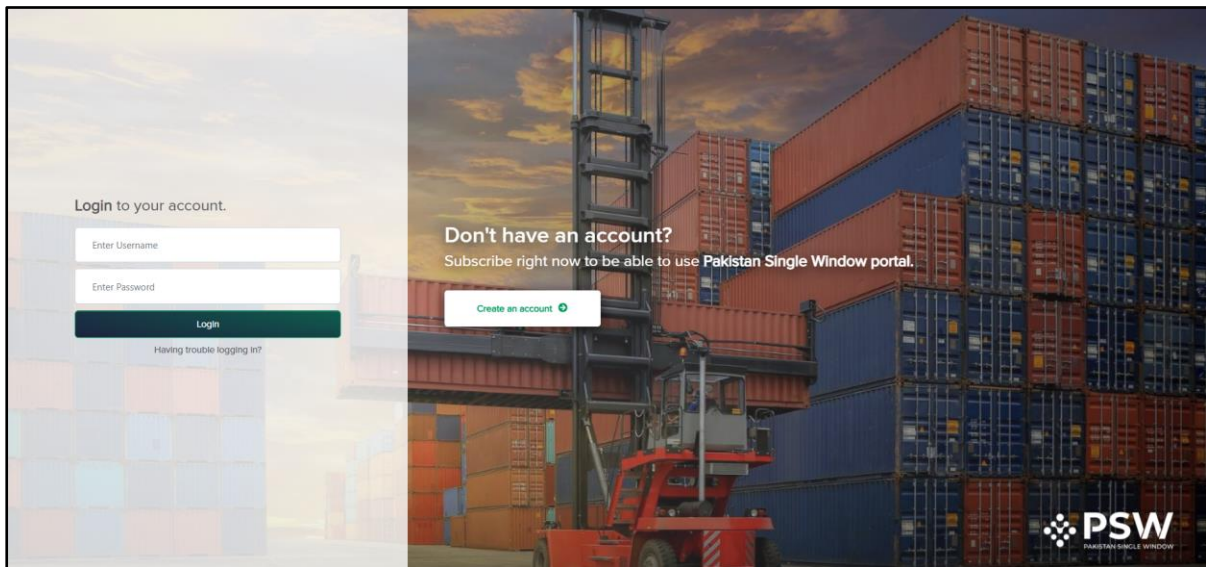 Login to your account.
Enter Username
Enter Password
Login
Having trouble logging in?
Don't have an account?
Subscribe right now to be able to use Pakistan Single Window portal.
Create an account
PSW
PAKISTAN SINGLE WINDOW